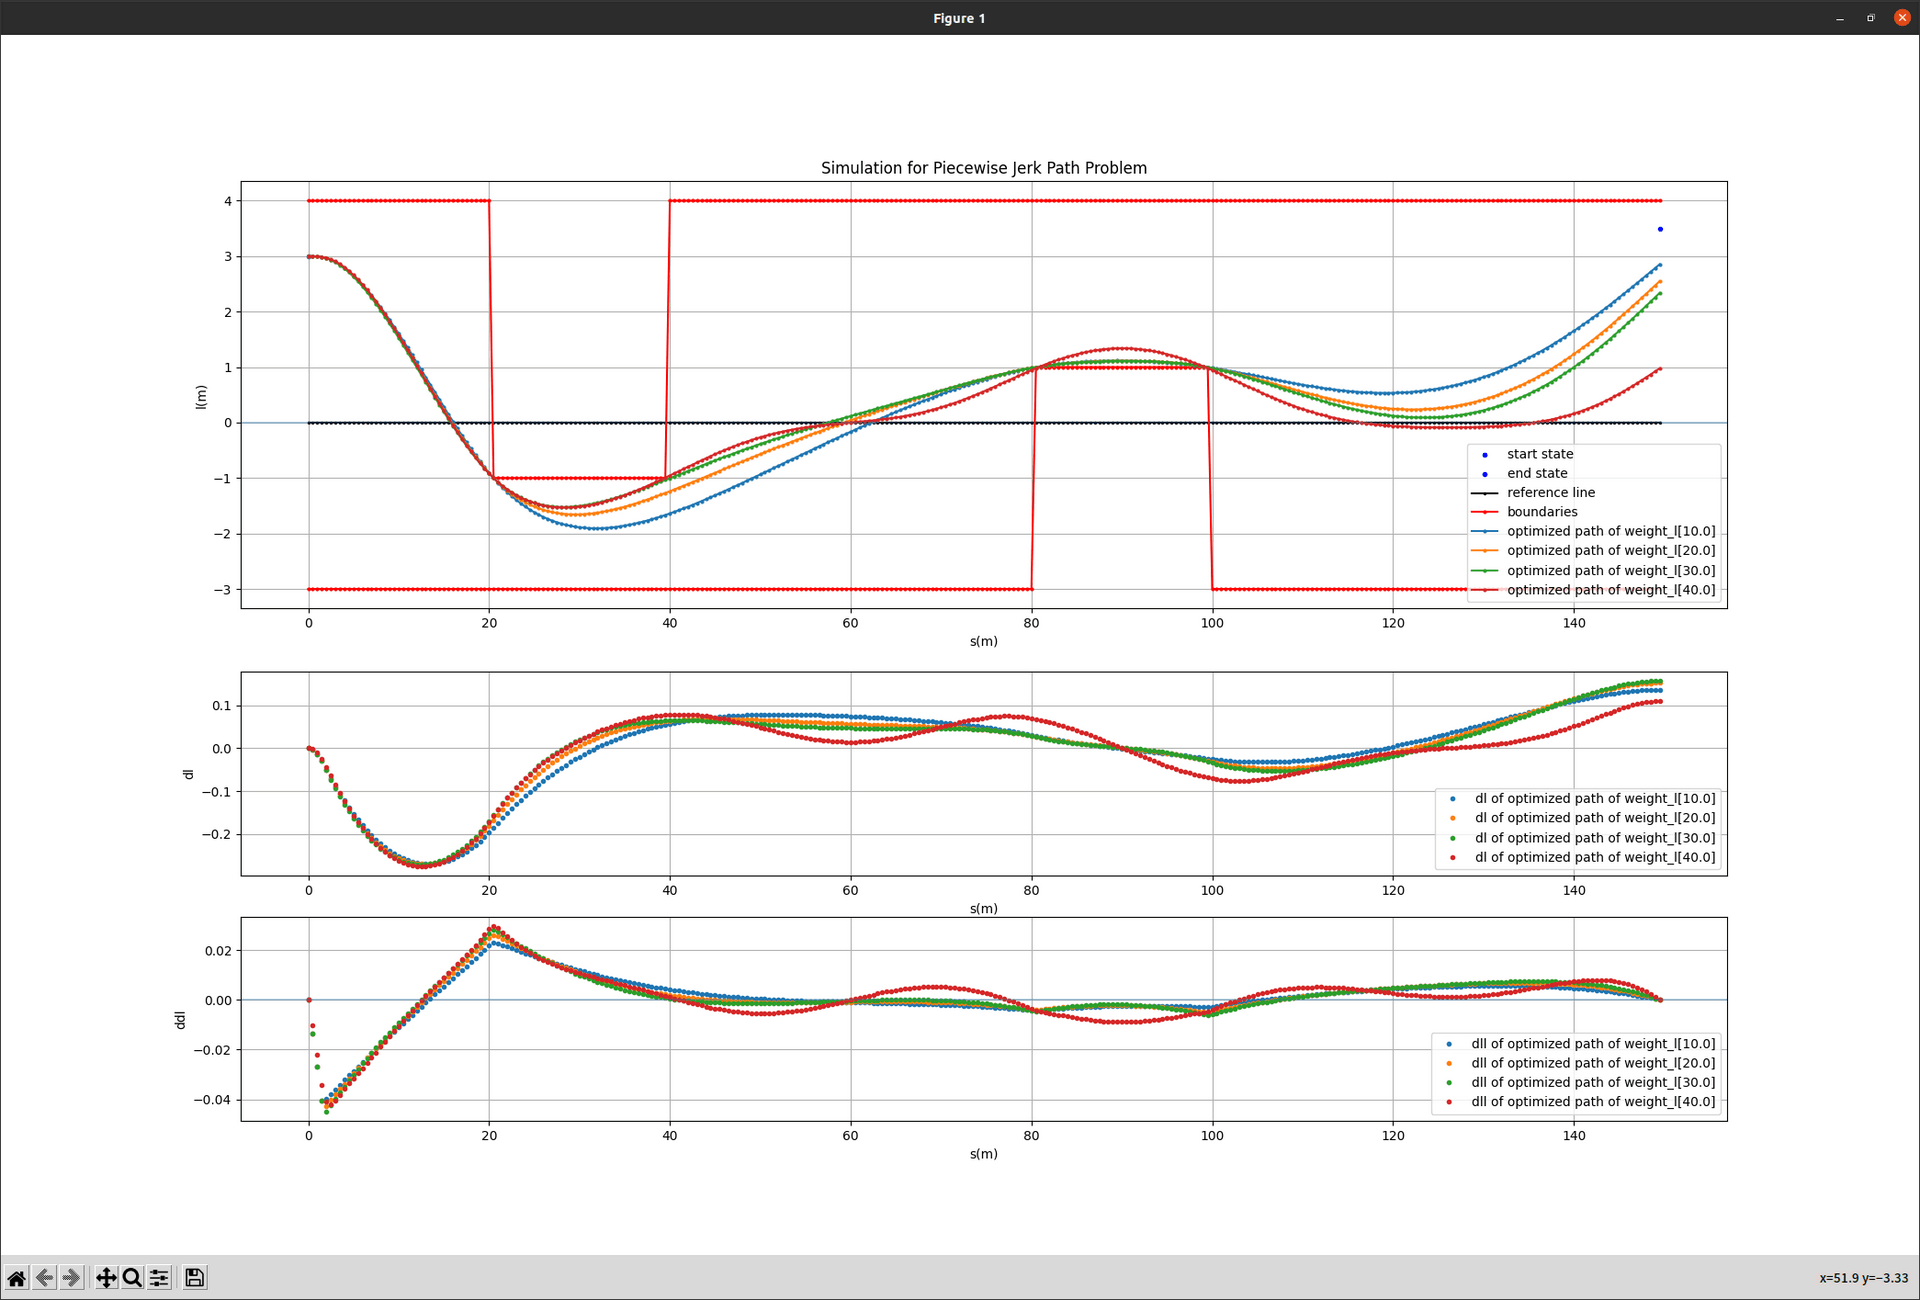 Figure 1
Simulation for Piecewise Jerk Path Problem
4
3
2
1
0
−1
−2
−3
l(m)
0 20 40 60 80 100 120 140
s(m)
start state
end state
reference line
boundaries
optimized path of weight_l[10.0]
optimized path of weight_l[20.0]
optimized path of weight_l[30.0]
optimized path of weight_l[40.0]
0.1
0.0
−0.1
−0.2
dl
0 20 40 60 80 100 120 140
s(m)
dl of optimized path of weight_l[10.0]
dl of optimized path of weight_l[20.0]
dl of optimized path of weight_l[30.0]
dl of optimized path of weight_l[40.0]
0.02
0.00
−0.02
−0.04
ddl
0 20 40 60 80 100 120 140
s(m)
dll of optimized path of weight_l[10.0]
dll of optimized path of weight_l[20.0]
dll of optimized path of weight_l[30.0]
dll of optimized path of weight_l[40.0]
x=51.9 y=−3.33